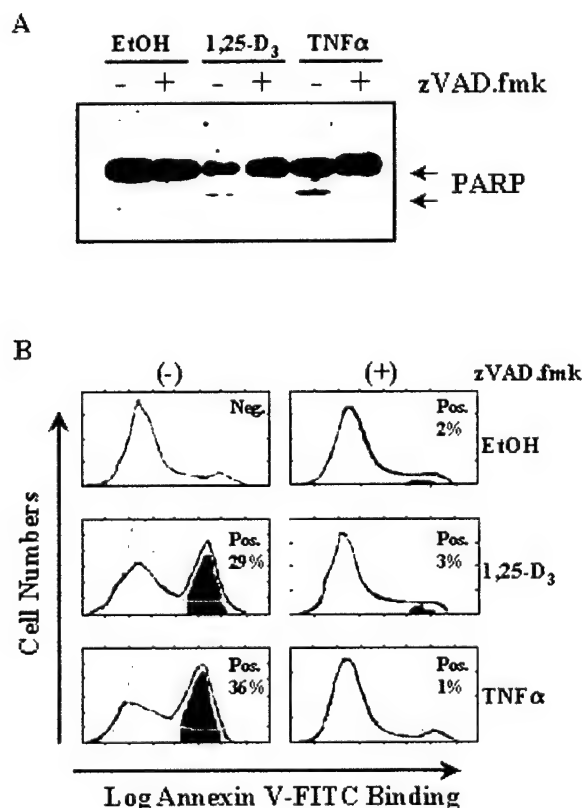 A
EtOH 1,25-D3 TNFα
- + - + - + zVAD.fmk
PARP
B
(-) (+) zVAD.fmk
Neg. Pos. 2% EtOH
Pos. 29% Pos. 3% 1,25-D3
Pos. 36% Pos. 1% TNFα
Cell Numbers
Log Annexin V-FITC Binding